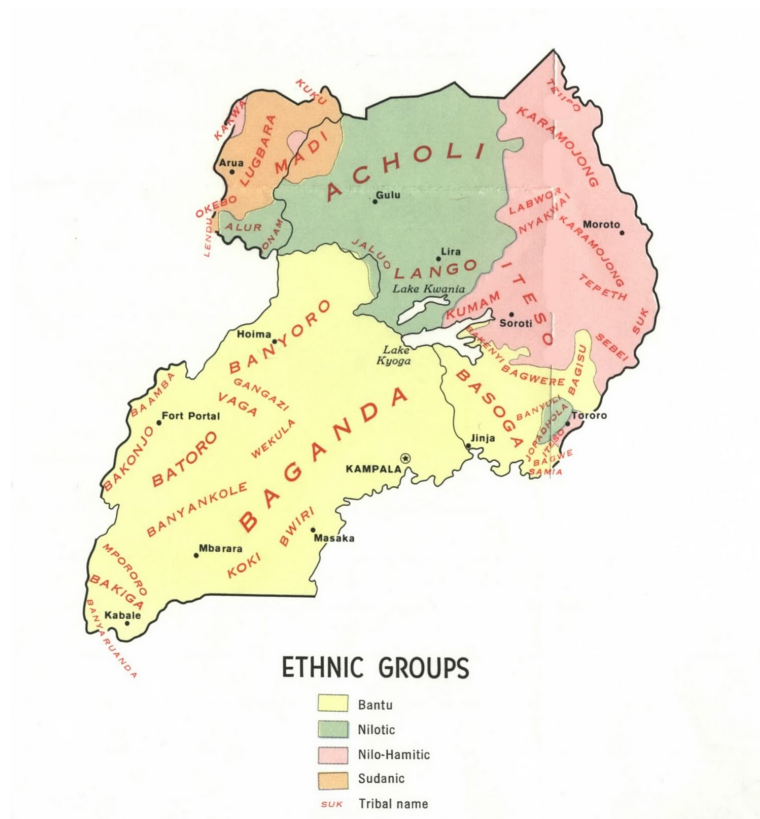 KUKU
TEUSO
KAKWA
LUGBARA
MADI
ACHOLI
KARAMOJONG
Arua
Gulu
OKEBO
LENDU
ALUR
JONAM
JALUO
Lira
LANGO
Lake Kwania
LABWOR
NYAKWAI
KARAMOJONG
Moroto
TEPETH
SUK
KUMAM
ITESO
Soroti
SEBEI
BANYORO
Hoima
Lake
Kyoga
BAKENYI
BAGWERE
BAGISU
BASOGA
BANYULI
JOPADHOLA
Tororo
ITESO
BAGWE
SAMIA
Jinja
BAAMBA
GANGAZI
VAGA
Fort Portal
WEKULA
BAKONJO
BATORO
BAGANDA
KAMPALA
BANYANKOLE
BWIRI
Masaka
Mbarara
KOKI
MPORORO
BAKIGA
Kabale
BANYARUANDA
ETHNIC GROUPS
Bantu
Nilotic
Nilo-Hamitic
Sudanic
SUK Tribal name